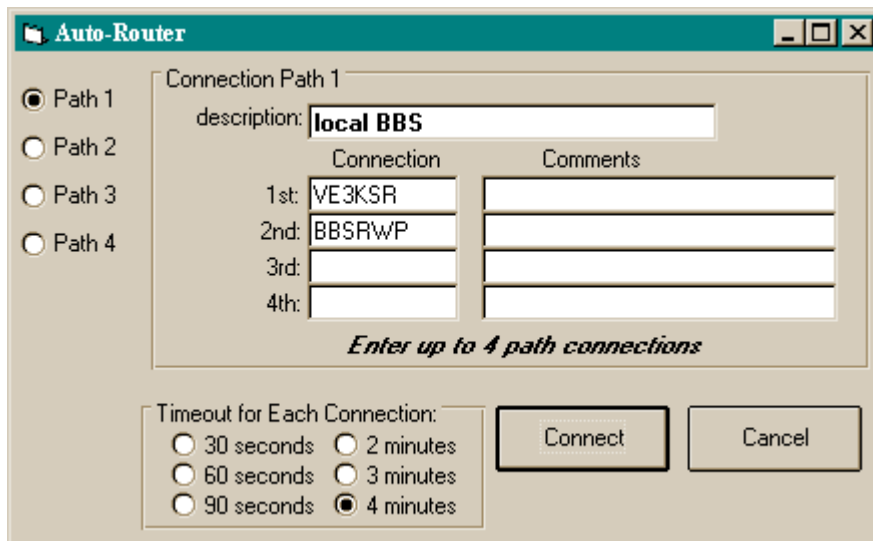 Auto-Router
Path 1
Path 2
Path 3
Path 4
Connection Path 1
description: local BBS
Connection Comments
1st: VE3KSR
2nd: BBSRWP
3rd:
4th:
Enter up to 4 path connections
Timeout for Each Connection:
30 seconds 2 minutes
60 seconds 3 minutes
90 seconds 4 minutes
Connect Cancel